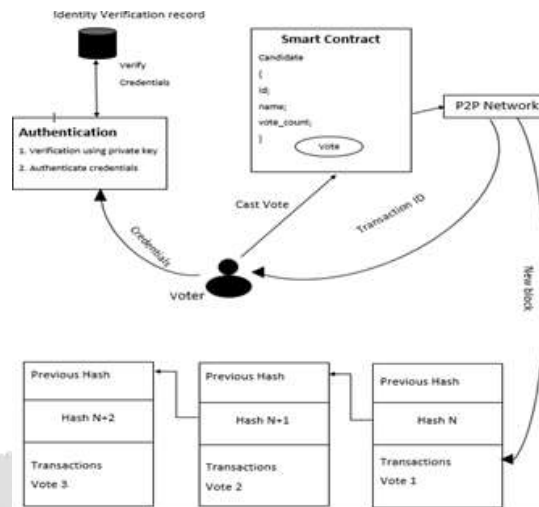 Identity Verification record
Verify
Credentials
Authentication
1. Verification using private key
2. Authenticate credentials
Smart Contract
Candidate
{
id;
name;
vote_count;
}
vote
P2P Network
Cast Vote
Transaction ID
Credentials
New block
voter
Previous Hash
Hash N+2
Transactions
Vote 3.
Previous Hash
Hash N+1
Transactions
Vote 2
Previous Hash
Hash N
Transactions
Vote 1